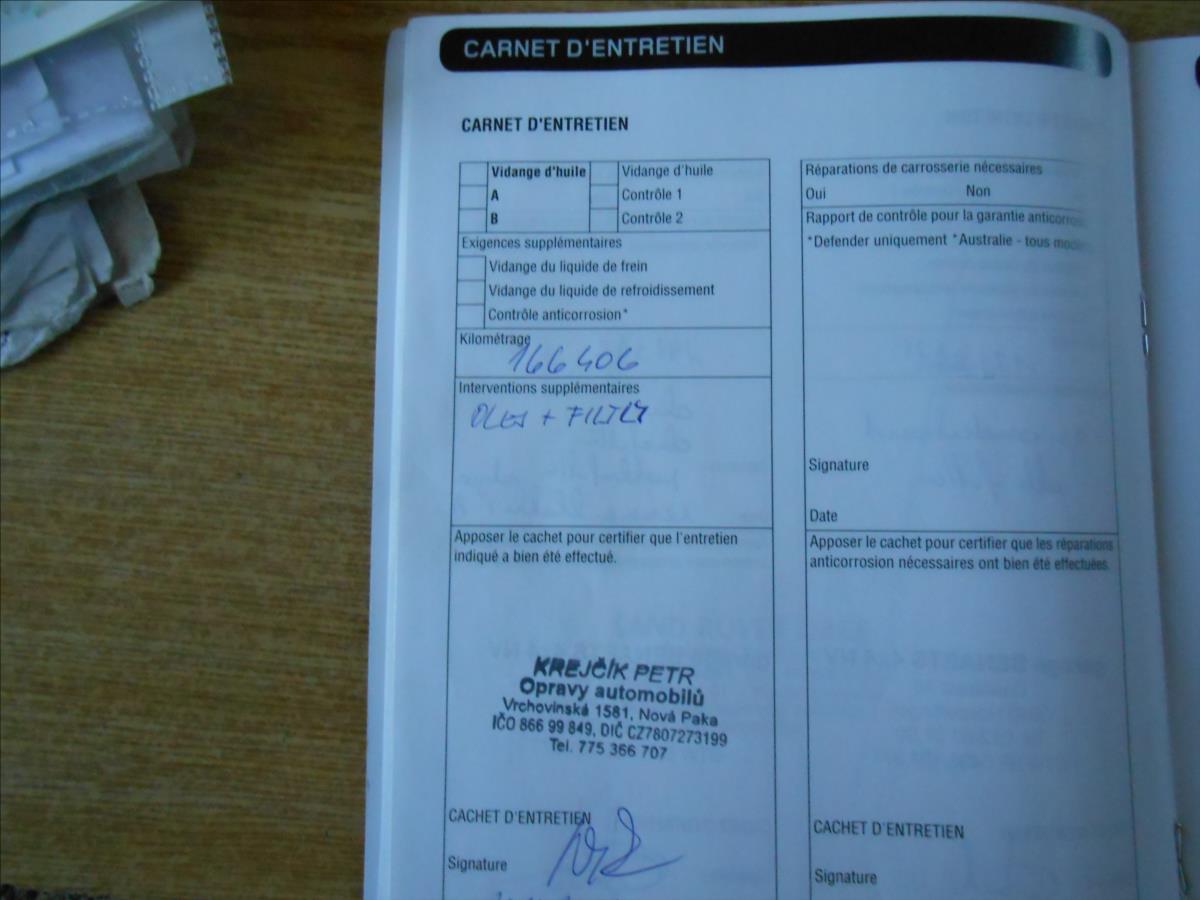 CARNET D'ENTRETIEN
CARNET D'ENTRETIEN
Vidange d'huile
A
B
Vidange d'huile
Contrôle 1
Contrôle 2
Exigences supplémentaires
Vidange du liquide de frein
Vidange du liquide de refroidissement
Contrôle anticorrosion*
Kilométrage
166406
Interventions supplémentaires
OLEJ + FILTRY
Apposer le cachet pour certifier que l'entretien
indiqué a bien été effectué.
KREJČÍK PETR
Opravy automobilů
Vrchovinská 1581, Nová Paka
IČO 866 99 849, DIČ CZ7807273199
Tel. 775 366 707
CACHET D'ENTRETIEN
Signature
Réparations de carrosserie nécessaires
Oui Non
Rapport de contrôle pour la garantie
*Defender uniquement *Australie - tous
Signature
Date
Apposer le cachet pour certifier que les réparations
anticorrosion nécessaires ont bien été effectuées.
CACHET D'ENTRETIEN
Signature